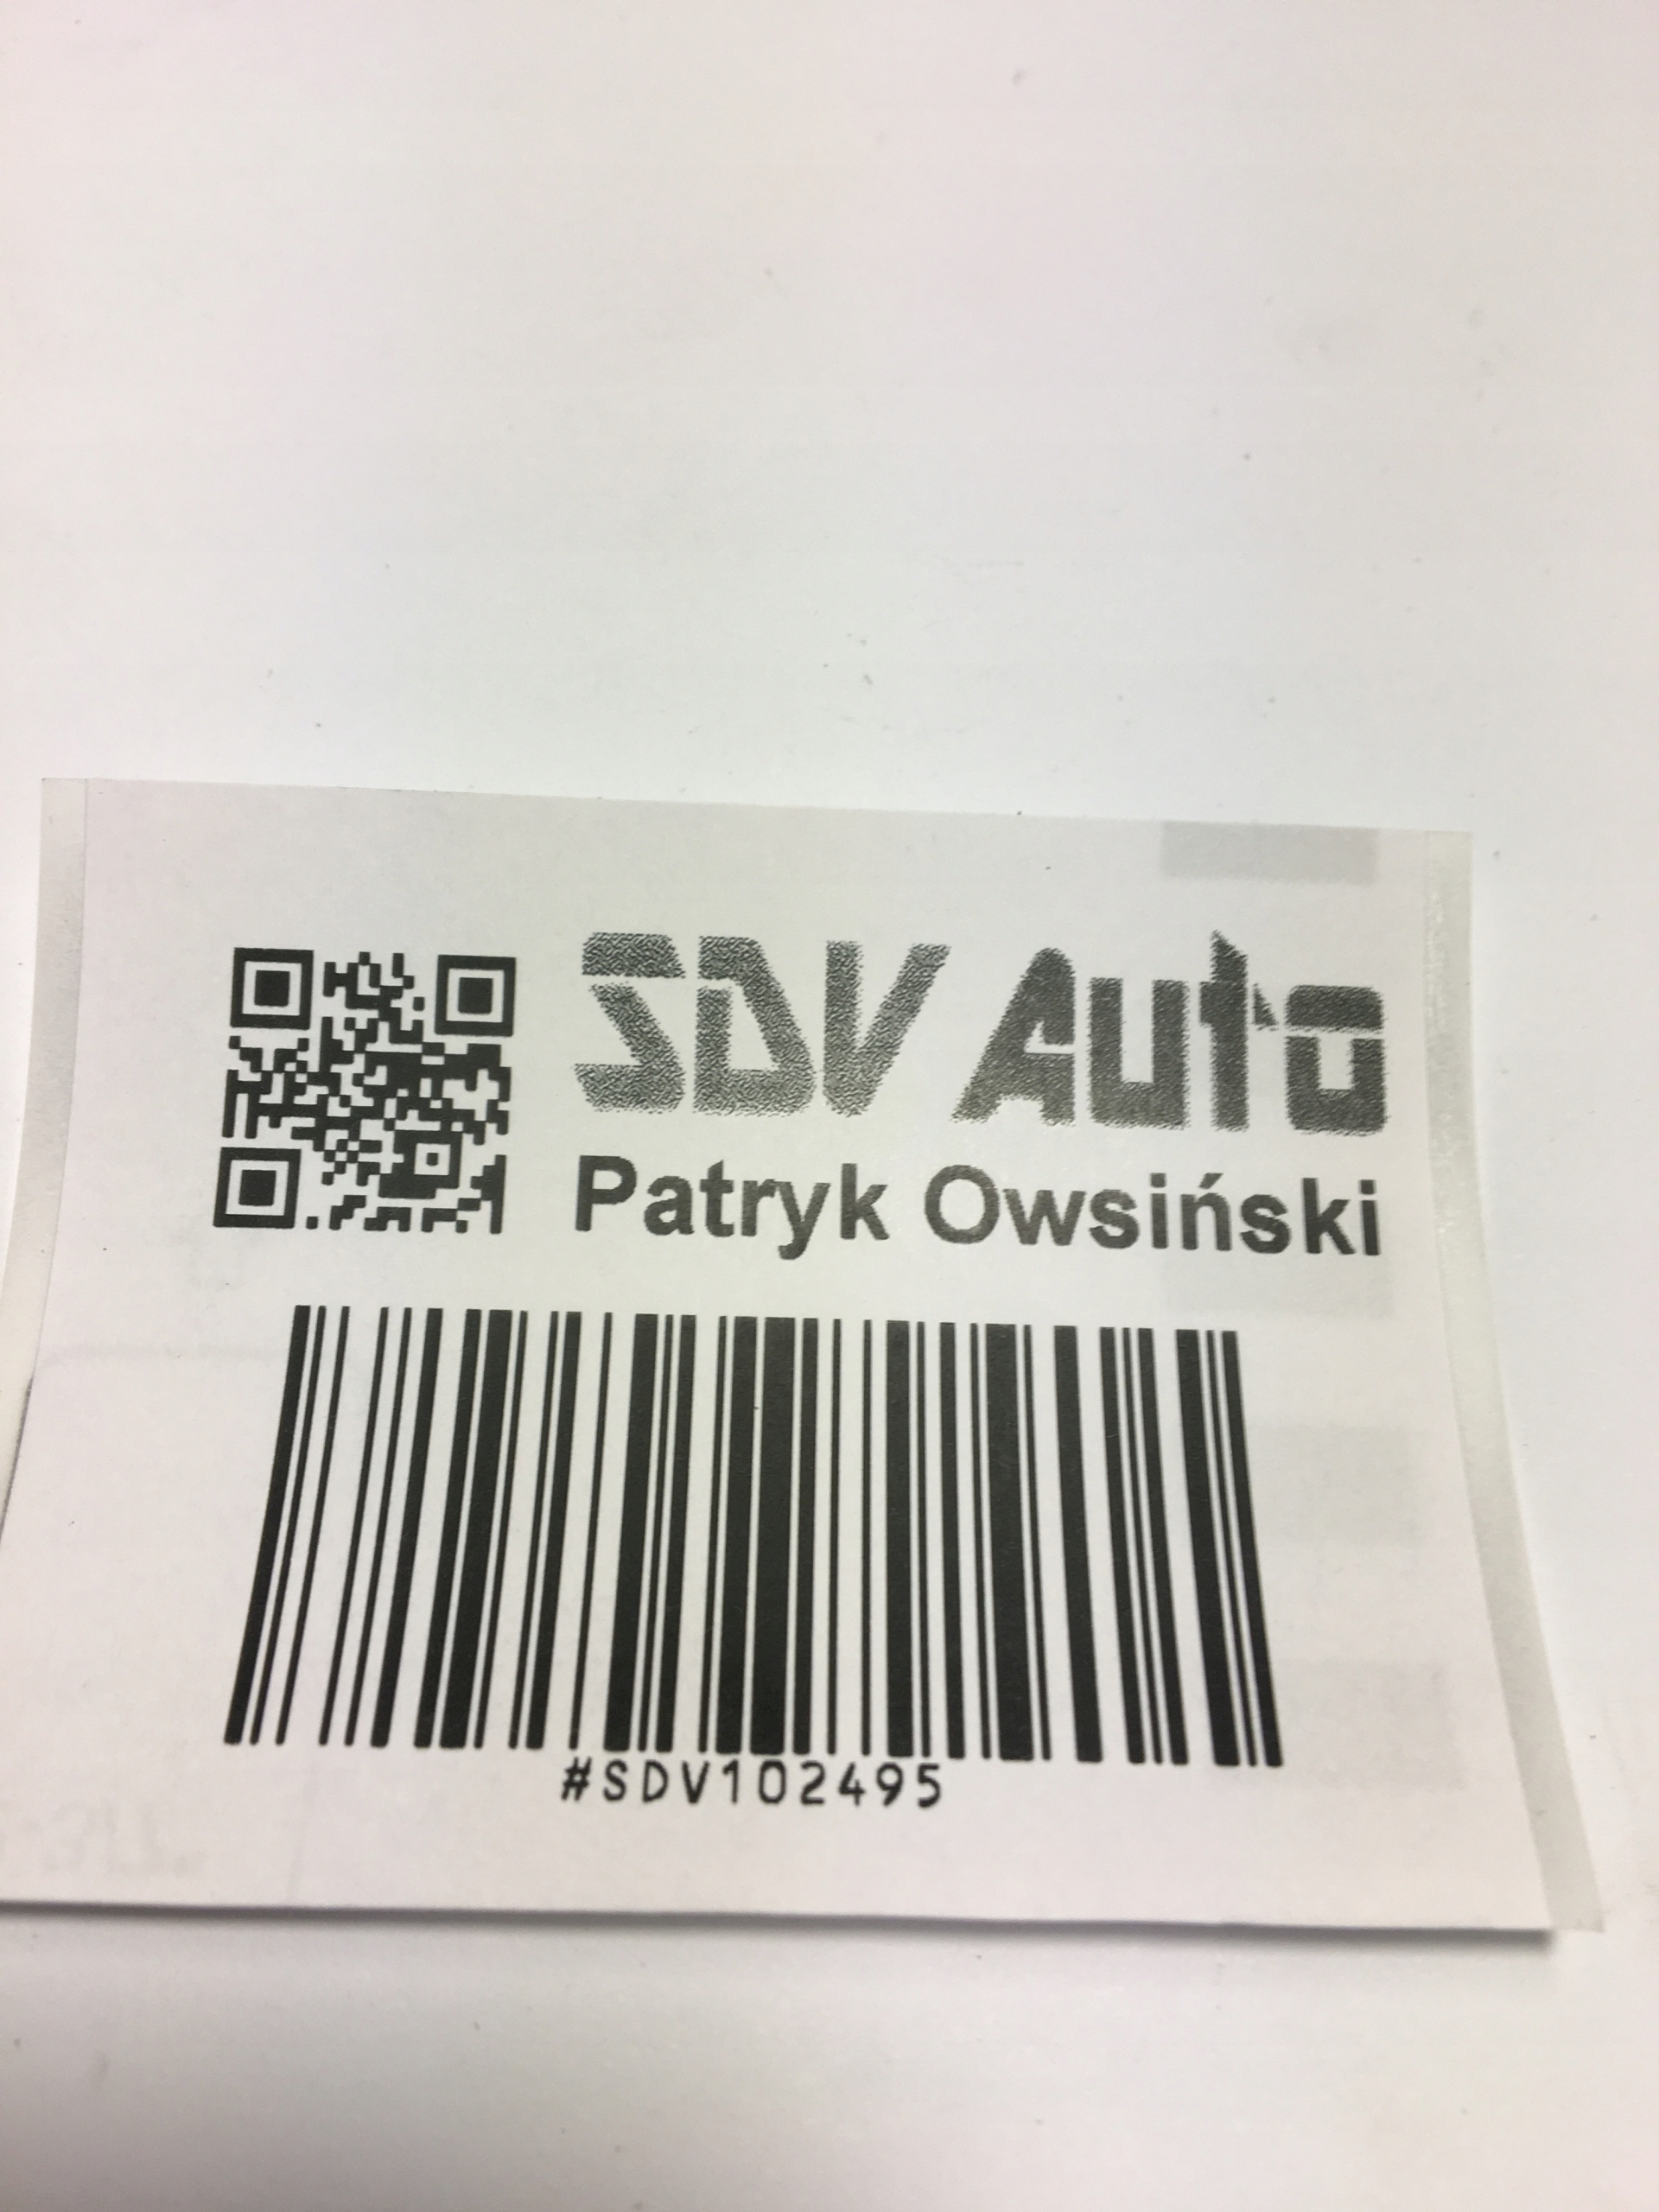 SDV Auto
Patryk Owsiński
#SDV102495